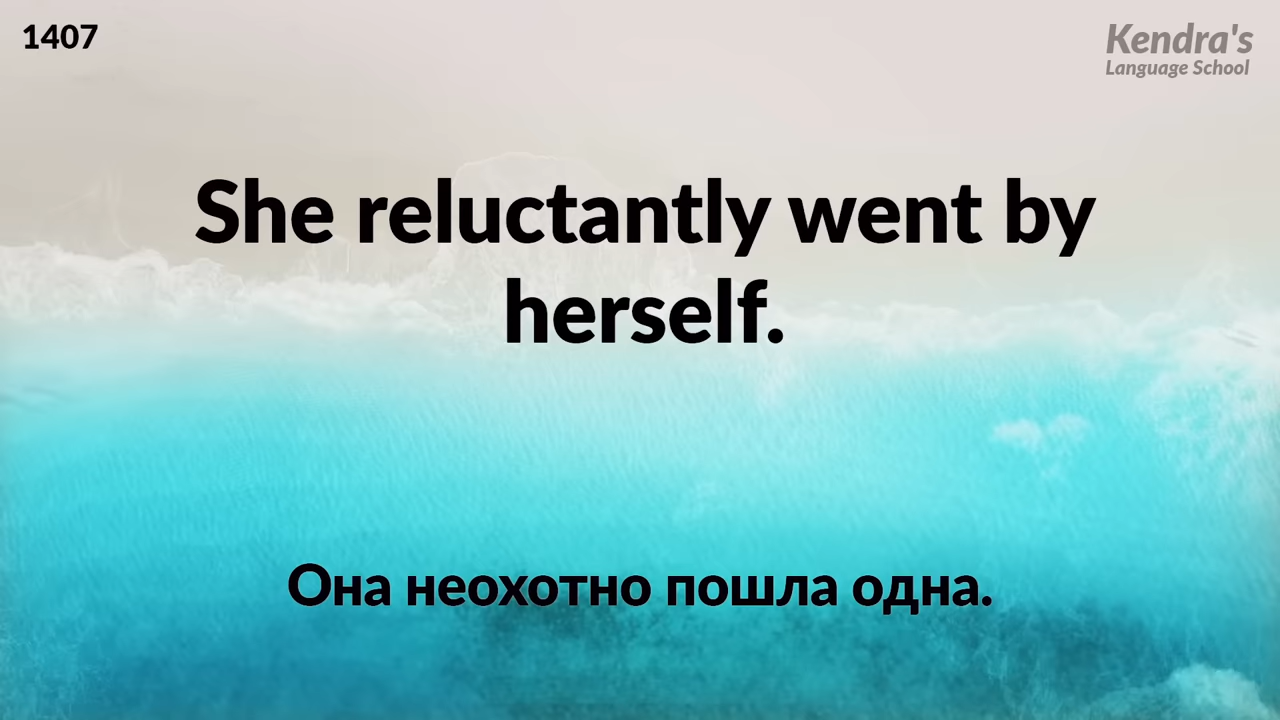 1407
Kendra's
Language School
She reluctantly went by
herself.
Она неохотно пошла одна.